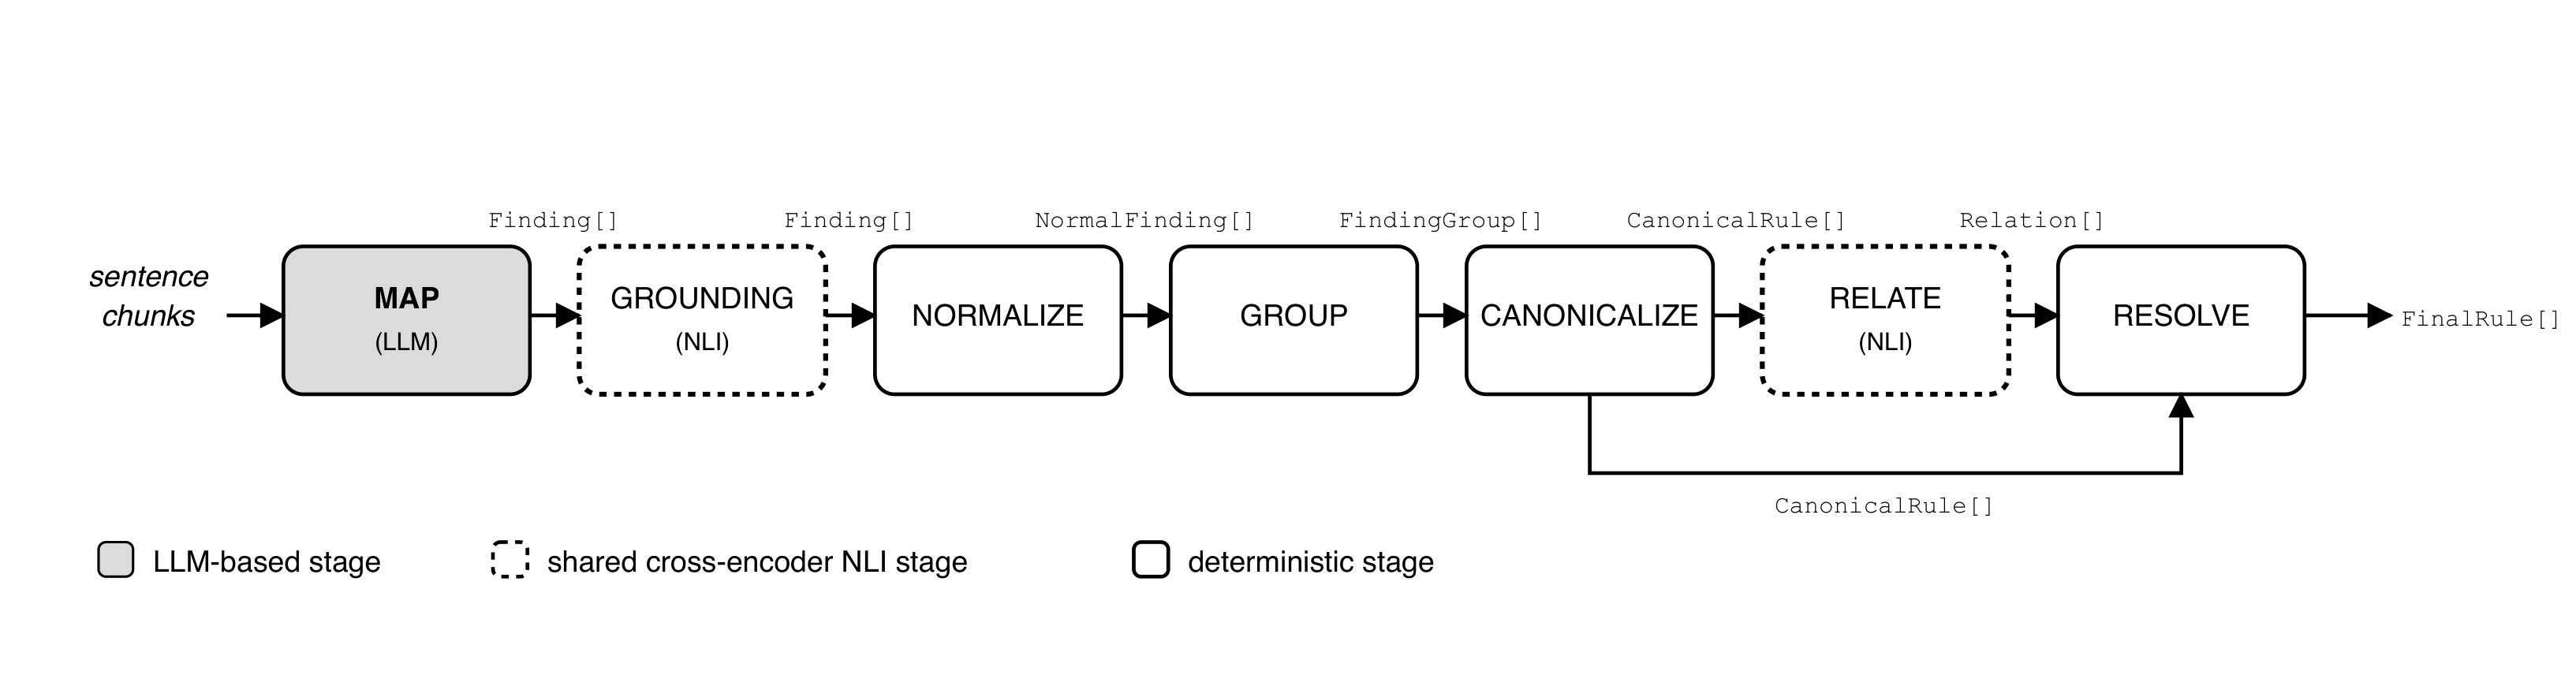 Finding[]
Finding[]
NormalFinding[]
FindingGroup[]
CanonicalRule[]
Relation[]
sentence
chunks
MAP
(LLM)
GROUNDING
(NLI)
NORMALIZE
GROUP
CANONICALIZE
RELATE
(NLI)
RESOLVE
FinalRule[]
CanonicalRule[]
LLM-based stage
shared cross-encoder NLI stage
deterministic stage